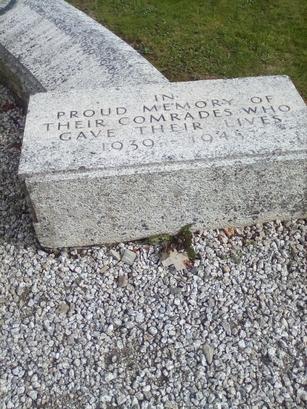 IN
PROUD MEMORY OF
THEIR COMRADES WHO
GAVE THEIR LIVES
1939 - 1945